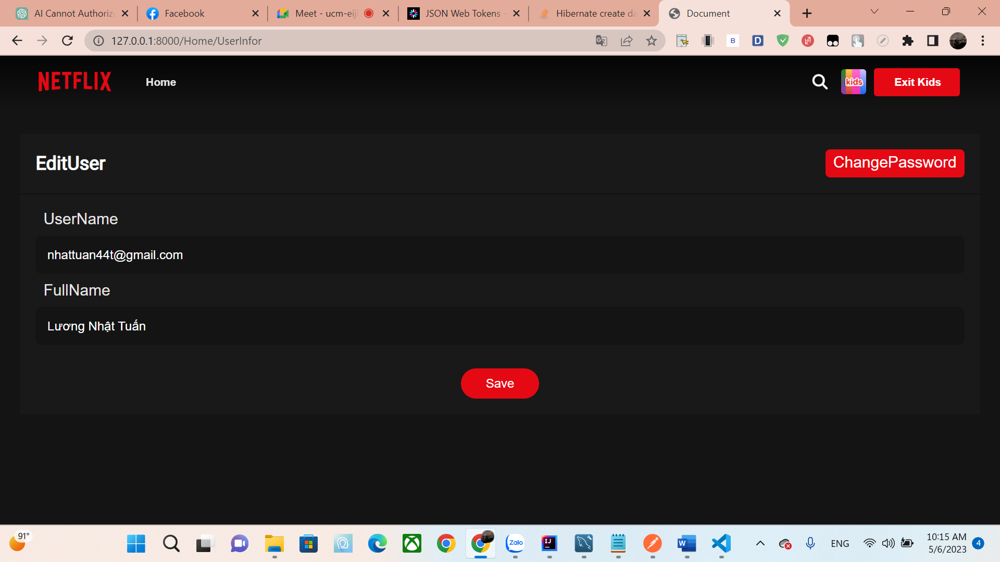 AI Cannot Authoriz
Facebook
Meet - ucm-eij
JSON Web Tokens -
Hibernate create da
Document
127.0.0.1:8000/Home/UserInfor
B
D
NETFLIX
Home
kids
Exit Kids
EditUser
ChangePassword
UserName
nhattuan44t@gmail.com
FullName
Lương Nhật Tuấn
Save
91°
Zalo
IJ
W
ENG
10:15 AM
5/6/2023
4